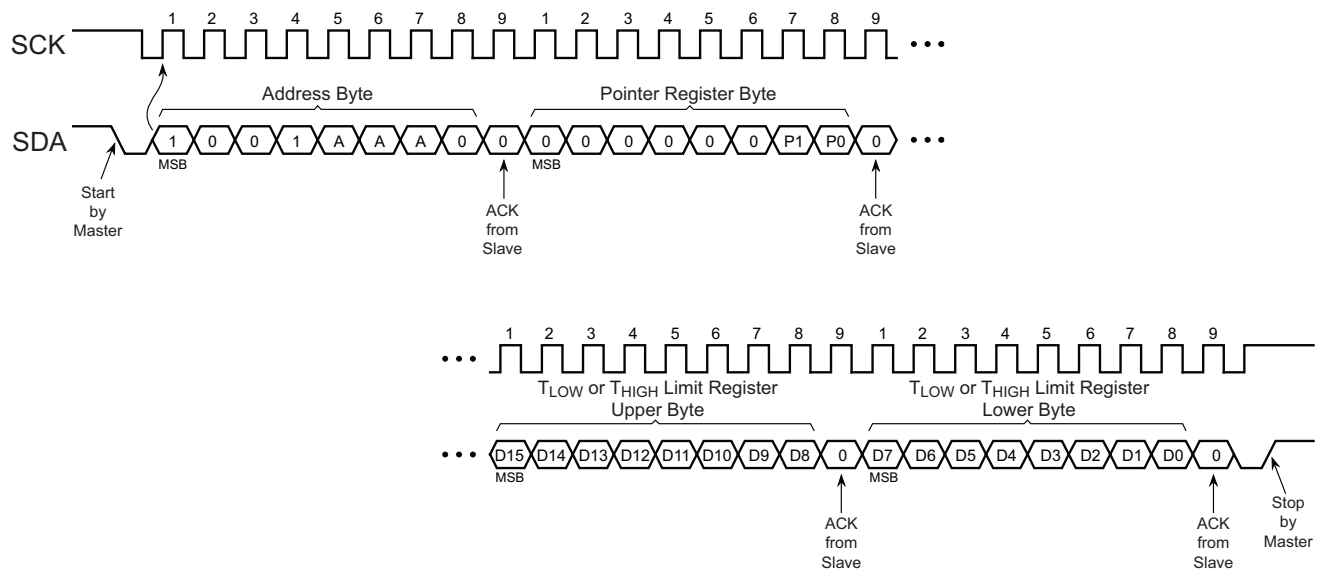 1 2 3 4 5 6 7 8 9 1 2 3 4 5 6 7 8 9
SCK
Address Byte Pointer Register Byte
SDA 1 0 0 1 A A A 0 0 0 0 0 0 0 0 P1 P0 0
MSB MSB
Start
by
Master
ACK
from
Slave
ACK
from
Slave
1 2 3 4 5 6 7 8 9 1 2 3 4 5 6 7 8 9
TLOW or THIGH Limit Register
Upper Byte
TLOW or THIGH Limit Register
Lower Byte
D15 D14 D13 D12 D11 D10 D9 D8 0 D7 D6 D5 D4 D3 D2 D1 D0 0
MSB MSB
ACK
from
Slave
ACK
from
Slave
Stop
by
Master